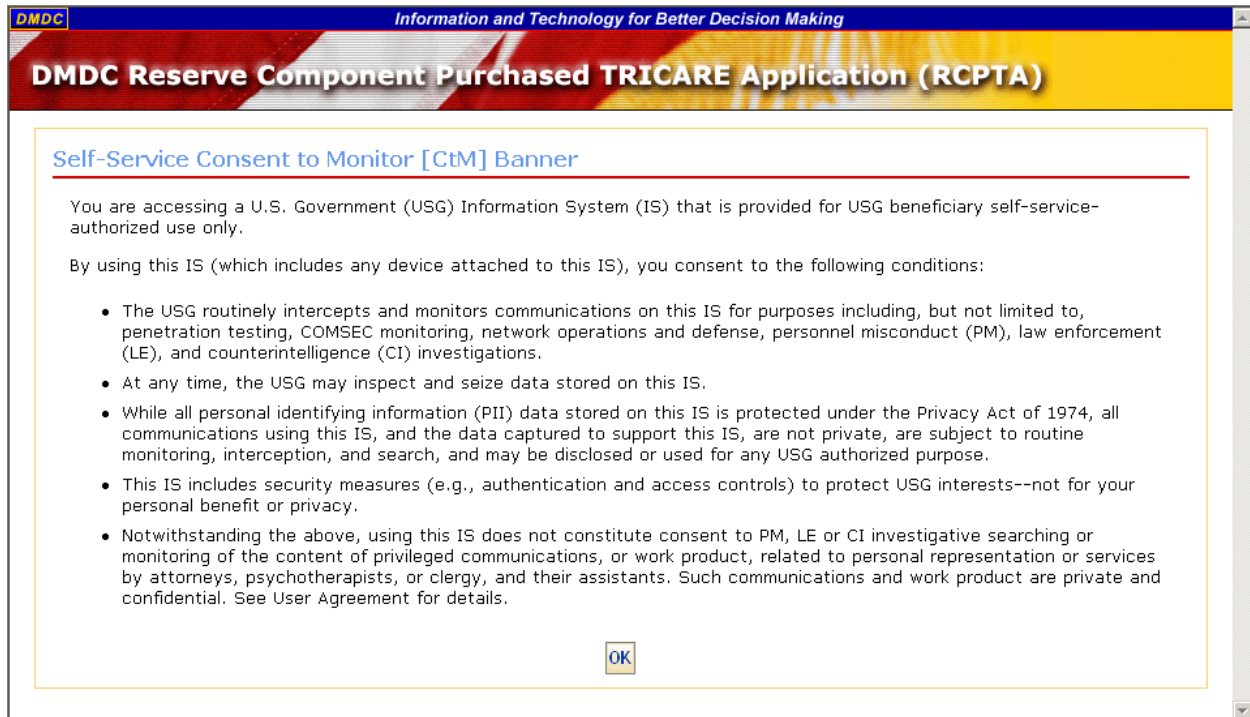 DMDC Information and Technology for Better Decision Making
DMDC Reserve Component Purchased TRICARE Application (RCPTA)
Self-Service Consent to Monitor [CtM] Banner
You are accessing a U.S. Government (USG) Information System (IS) that is provided for USG beneficiary self-service-
authorized use only.
By using this IS (which includes any device attached to this IS), you consent to the following conditions:
• The USG routinely intercepts and monitors communications on this IS for purposes including, but not limited to,
penetration testing, COMSEC monitoring, network operations and defense, personnel misconduct (PM), law enforcement
(LE), and counterintelligence (CI) investigations.
• At any time, the USG may inspect and seize data stored on this IS.
• While all personal identifying information (PII) data stored on this IS is protected under the Privacy Act of 1974, all
communications using this IS, and the data captured to support this IS, are not private, are subject to routine
monitoring, interception, and search, and may be disclosed or used for any USG authorized purpose.
• This IS includes security measures (e.g., authentication and access controls) to protect USG interests--not for your
personal benefit or privacy.
• Notwithstanding the above, using this IS does not constitute consent to PM, LE or CI investigative searching or
monitoring of the content of privileged communications, or work product, related to personal representation or services
by attorneys, psychotherapists, or clergy, and their assistants. Such communications and work product are private and
confidential. See User Agreement for details.
OK